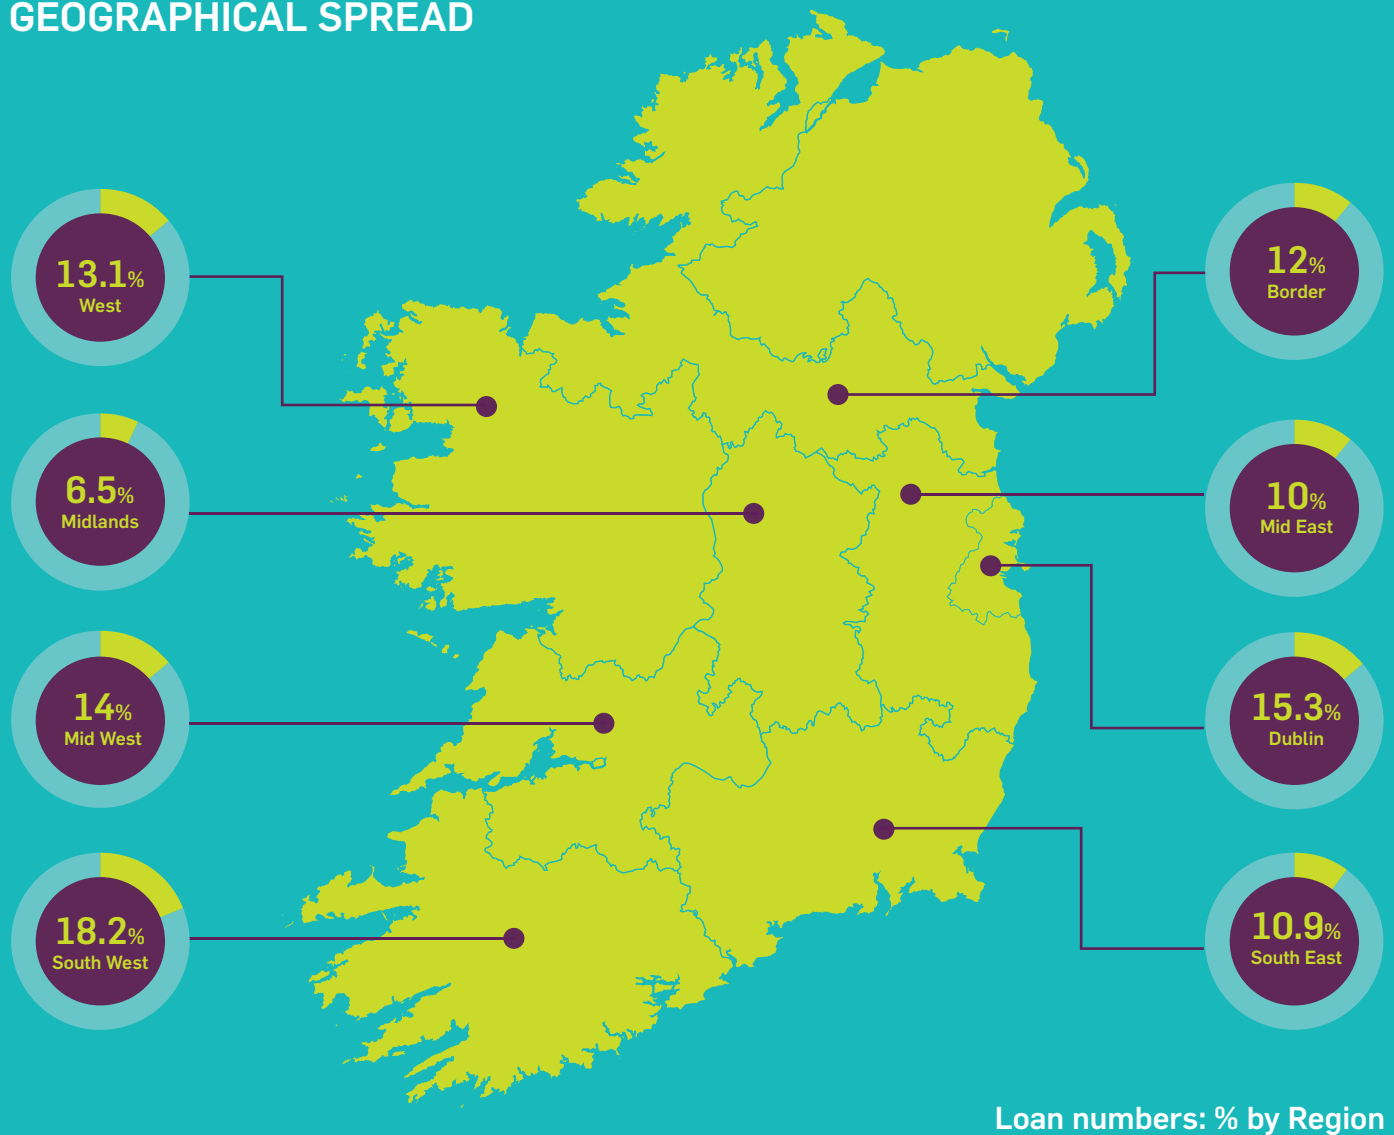 GEOGRAPHICAL SPREAD
13.1%
West
6.5%
Midlands
14%
Mid West
18.2%
South West
12%
Border
10%
Mid East
15.3%
Dublin
10.9%
South East
Loan numbers: % by Region